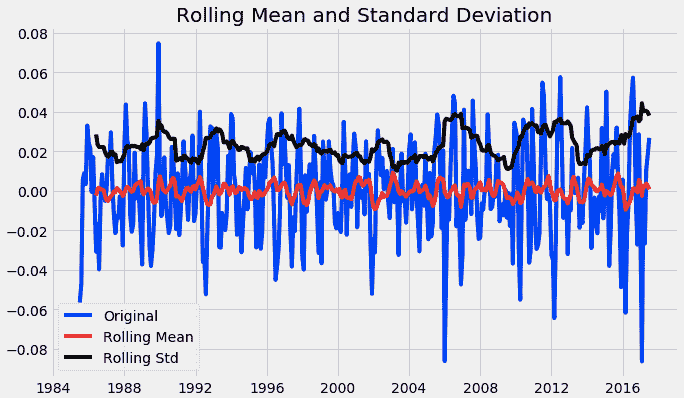 Rolling Mean and Standard Deviation
0.08
0.06
0.04
0.02
0.00
−0.02
−0.04
−0.06
−0.08
Original
Rolling Mean
Rolling Std
1984 1988 1992 1996 2000 2004 2008 2012 2016